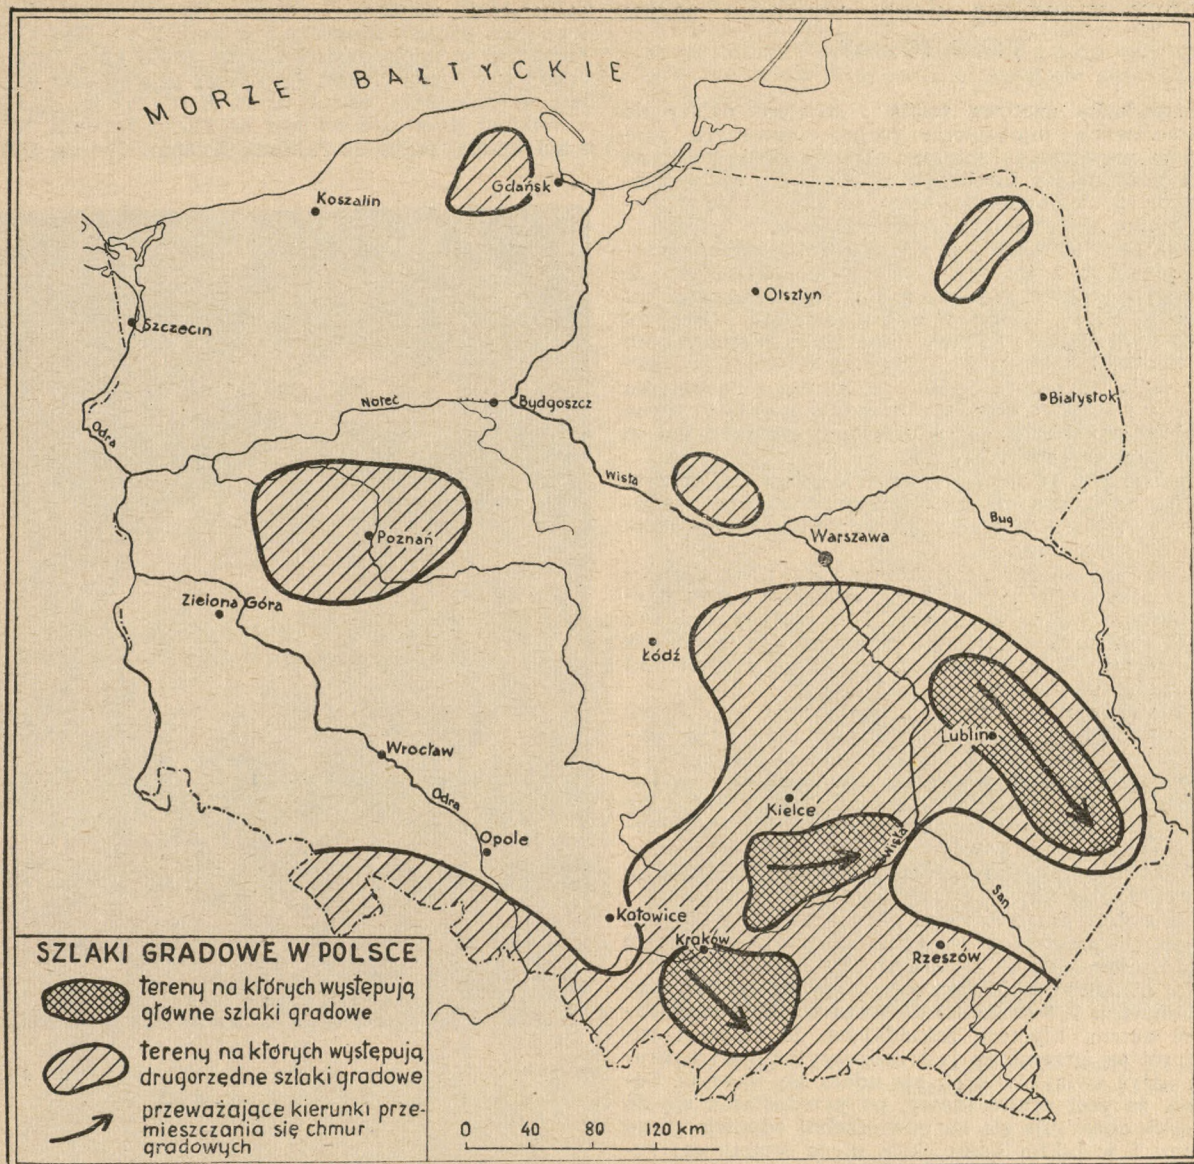 MORZE BAŁTYCKIE
Gdańsk
Koszalin
Olsztyn
Szczecin
Białystok
Noteć
Bydgoszcz
Odra
Wisła
Bug
Warszawa
Poznań
Zielona Góra
Łódź
Lublin
Wrocław
Odra
Kielce
Opole
Wisła
San
Katowice
Kraków
Rzeszów
SZLAKI GRADOWE W POLSCE
tereny na których występują
główne szlaki gradowe
tereny na których występują
drugorzędne szlaki gradowe
przeważające kierunki prze-
mieszczania się chmur
gradowych
0 40 80 120 km